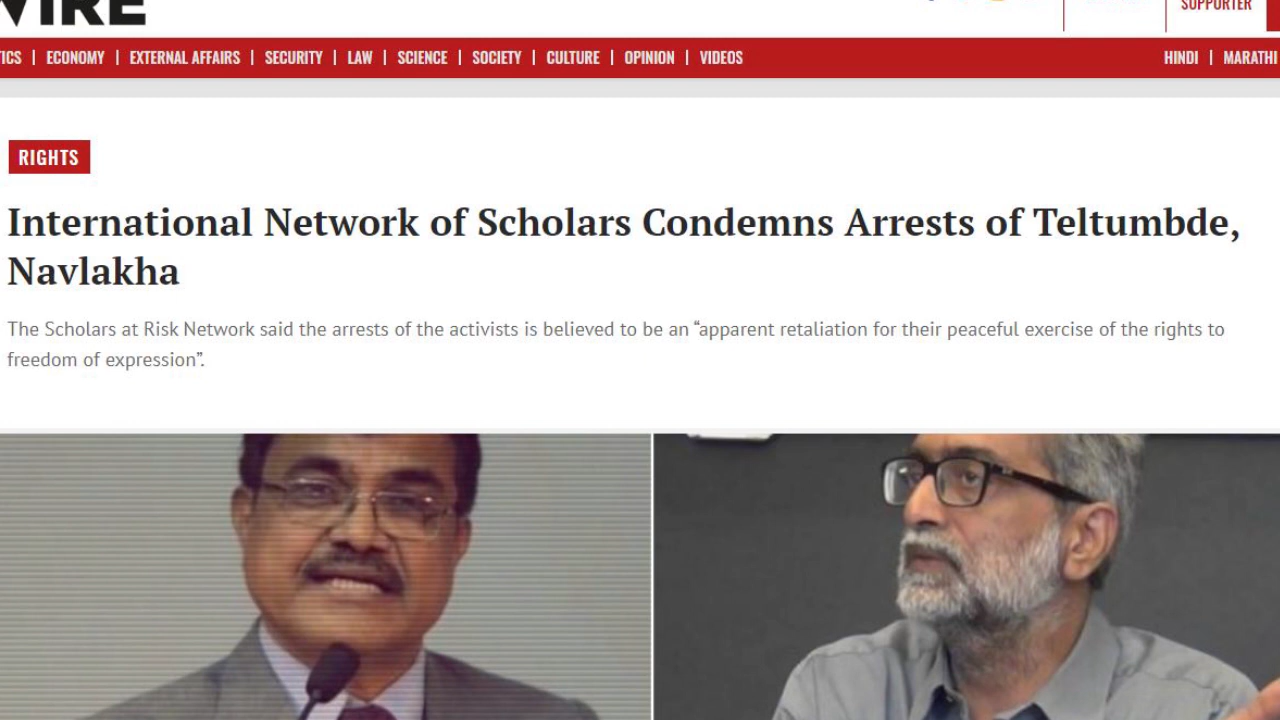 WIRE
SUPPORTER
ECONOMY | EXTERNAL AFFAIRS | SECURITY | LAW | SCIENCE | SOCIETY | CULTURE | OPINION | VIDEOS
HINDI | MARATHI
RIGHTS
International Network of Scholars Condemns Arrests of Teltumbde,
Navlakha
The Scholars at Risk Network said the arrests of the activists is believed to be an “apparent retaliation for their peaceful exercise of the rights to
freedom of expression”.